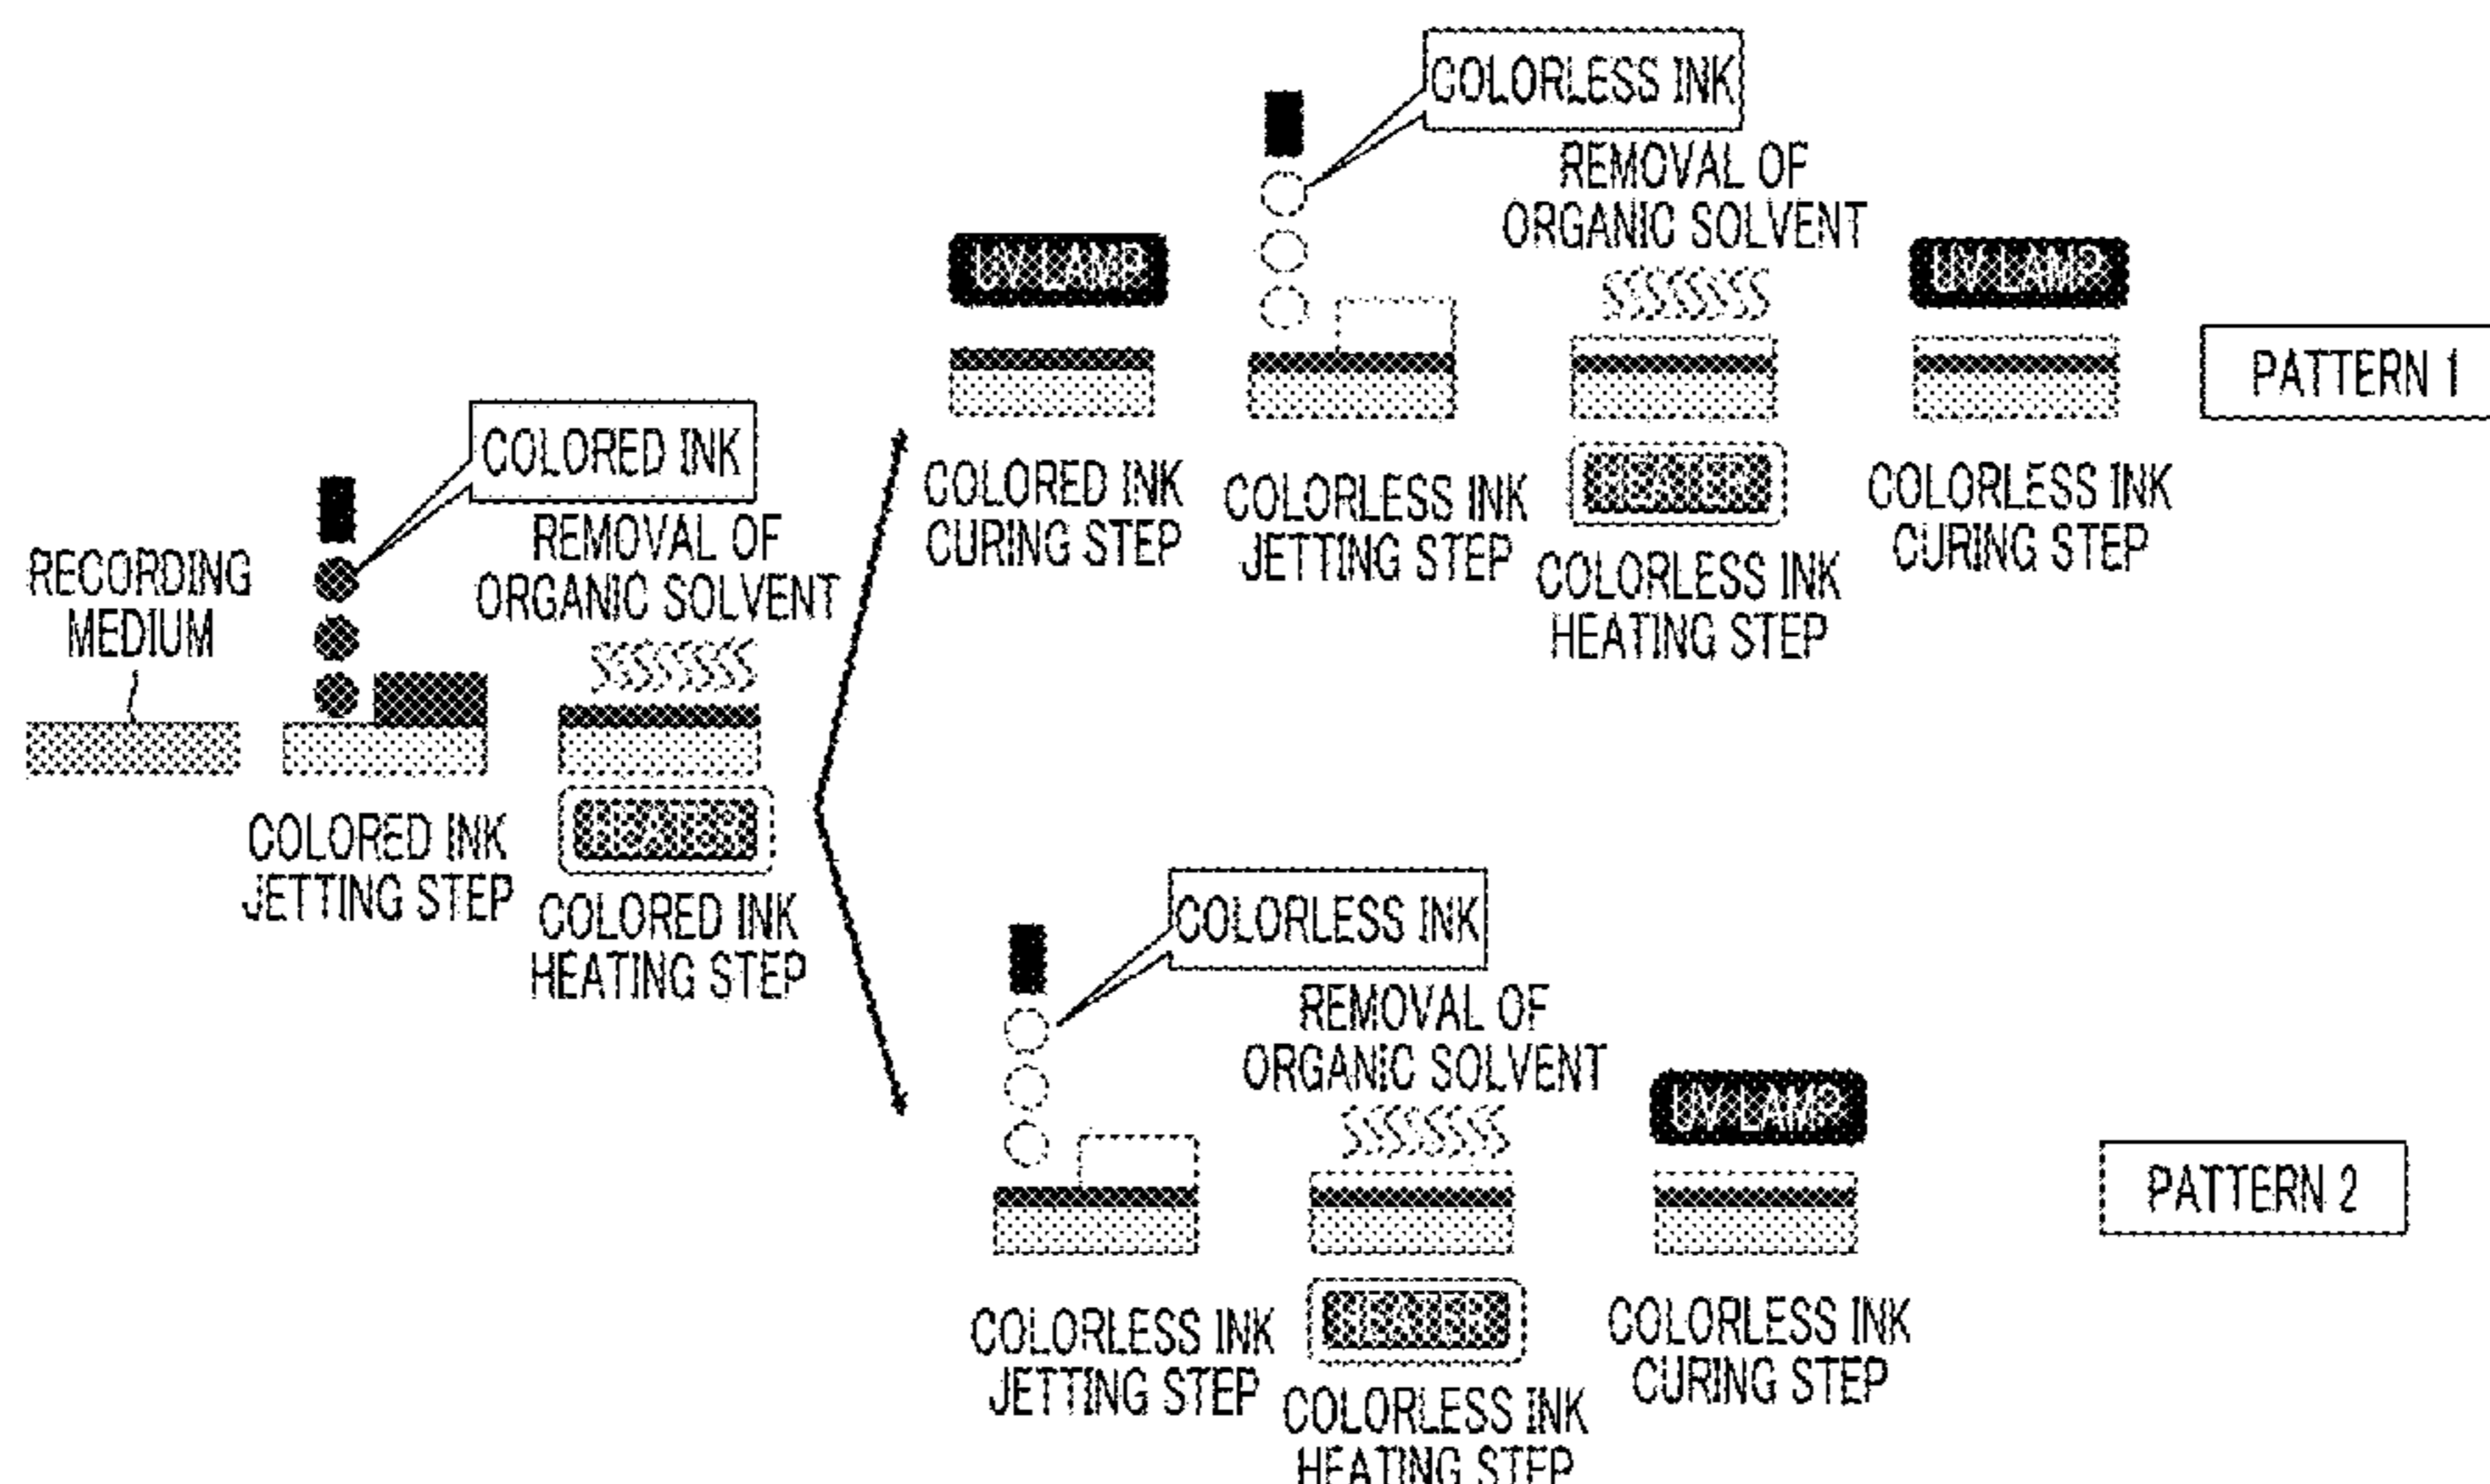 RECORDING
MEDIUM
COLORED INK
COLORED INK
JETTING STEP
REMOVAL OF
ORGANIC SOLVENT
HEATER
COLORED INK
HEATING STEP
UV LAMP
COLORED INK
CURING STEP
COLORLESS INK
COLORLESS INK
JETTING STEP
REMOVAL OF
ORGANIC SOLVENT
HEATER
COLORLESS INK
HEATING STEP
UV LAMP
COLORLESS INK
CURING STEP
PATTERN 1
COLORLESS INK
COLORLESS INK
JETTING STEP
REMOVAL OF
ORGANIC SOLVENT
HEATER
COLORLESS INK
HEATING STEP
UV LAMP
COLORLESS INK
CURING STEP
PATTERN 2